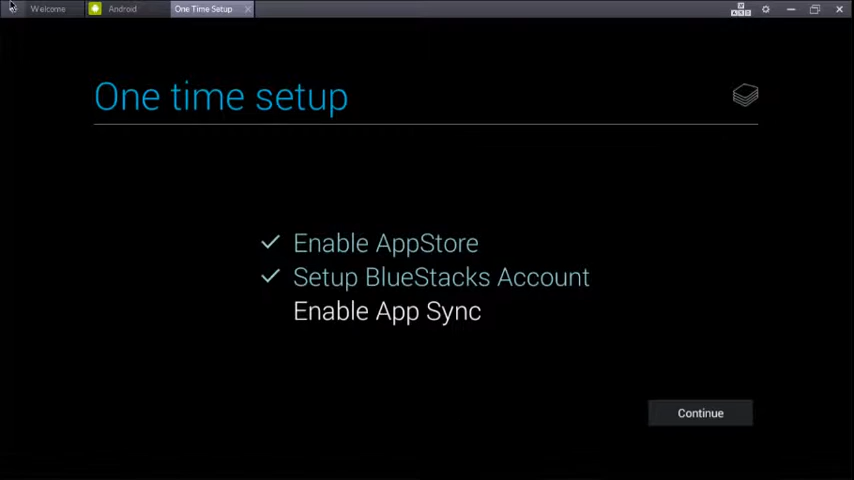 Welcome
Android
One Time Setup
One time setup
Enable AppStore
Setup BlueStacks Account
Enable App Sync
Continue